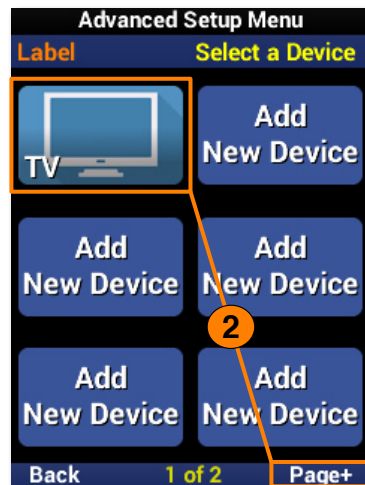 Advanced Setup Menu
Label Select a Device
TV
Add
New Device
Add
New Device
Add
New Device
2
Add
New Device
Add
New Device
Back 1 of 2 Page+